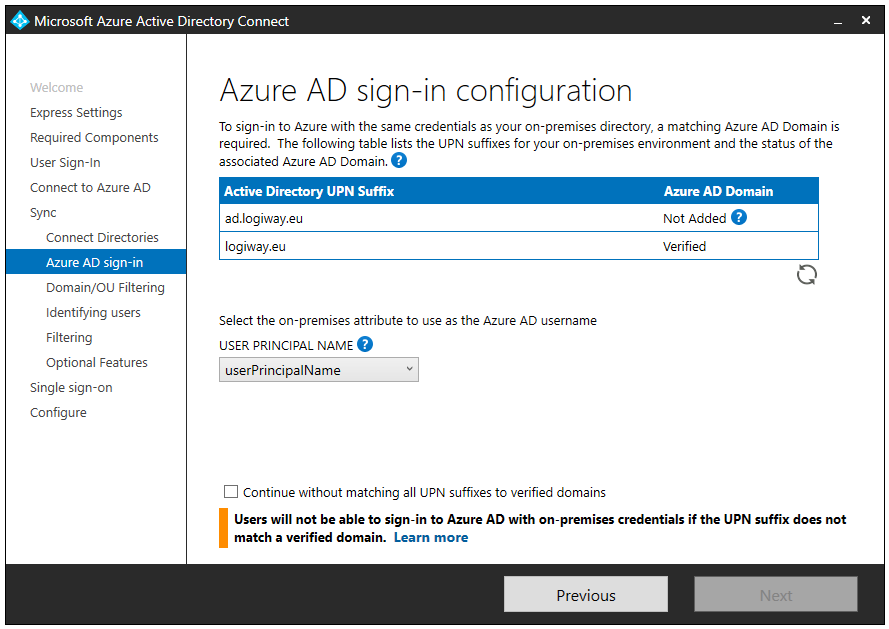 Microsoft Azure Active Directory Connect
Welcome
Express Settings
Required Components
User Sign-In
Connect to Azure AD
Sync
Connect Directories
Azure AD sign-in
Domain/OU Filtering
Identifying users
Filtering
Optional Features
Single sign-on
Configure
Azure AD sign-in configuration
To sign-in to Azure with the same credentials as your on-premises directory, a matching Azure AD Domain is
required. The following table lists the UPN suffixes for your on-premises environment and the status of the
associated Azure AD Domain. ?
Active Directory UPN Suffix Azure AD Domain
ad.logiway.eu Not Added ?
logiway.eu Verified
Select the on-premises attribute to use as the Azure AD username
USER PRINCIPAL NAME ?
userPrincipalName
Continue without matching all UPN suffixes to verified domains
Users will not be able to sign-in to Azure AD with on-premises credentials if the UPN suffix does not
match a verified domain. Learn more
Previous Next